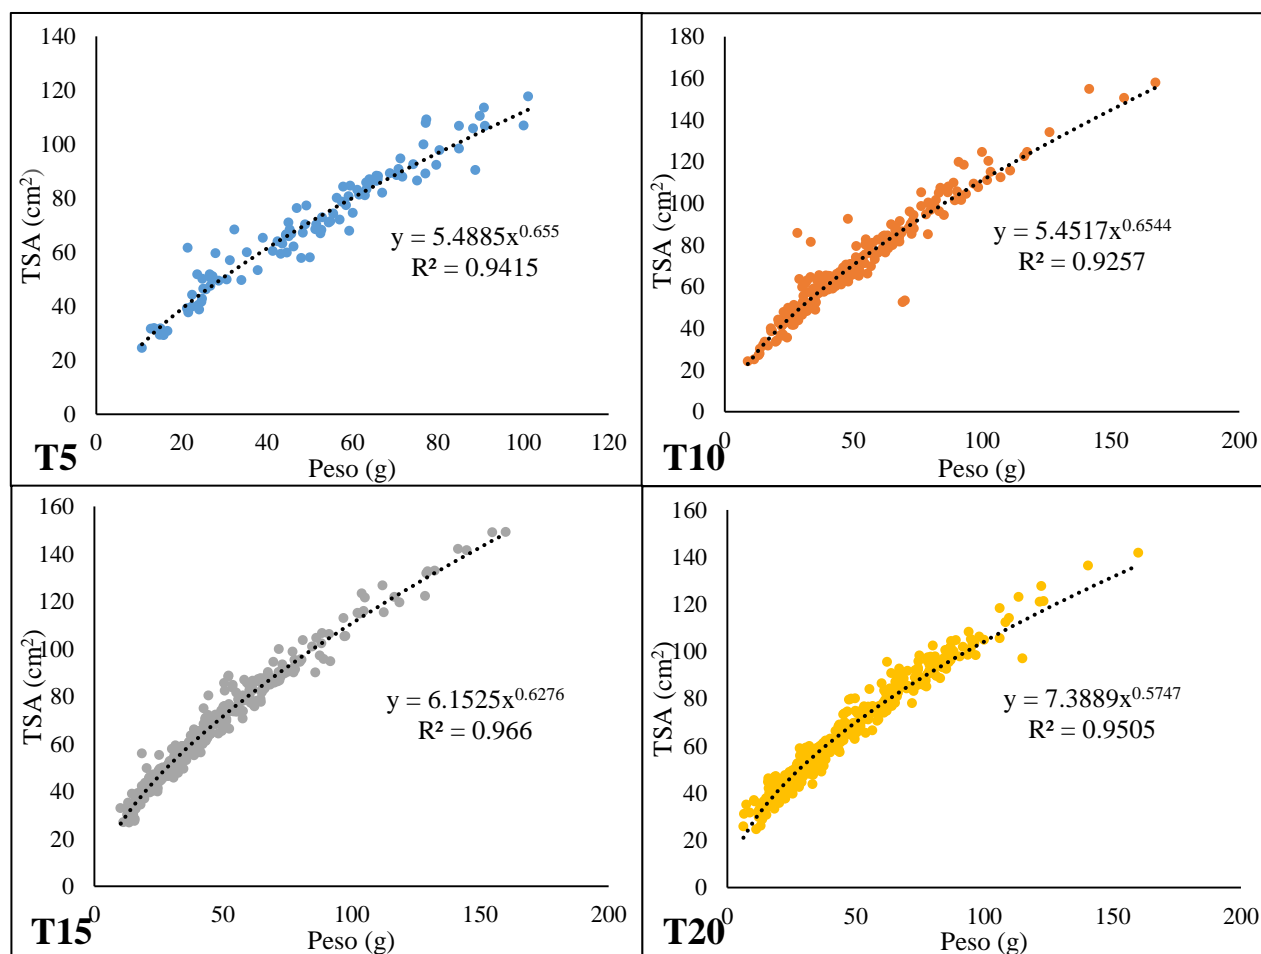 140
120
100
80
60
40
20
0
TSA (cm²)
y = 5.4885x^0.655
R² = 0.9415
0 20 40 60 80 100 120
T5
Peso (g)
180
160
140
120
100
80
60
40
20
0
TSA (cm²)
y = 5.4517x^0.6544
R² = 0.9257
0 50 100 150 200
T10
Peso (g)
160
140
120
100
80
60
40
20
0
TSA (cm²)
y = 6.1525x^0.6276
R² = 0.966
0 50 100 150 200
T15
Peso (g)
160
140
120
100
80
60
40
20
0
TSA (cm²)
y = 7.3889x^0.5747
R² = 0.9505
0 50 100 150 200
T20
Peso (g)